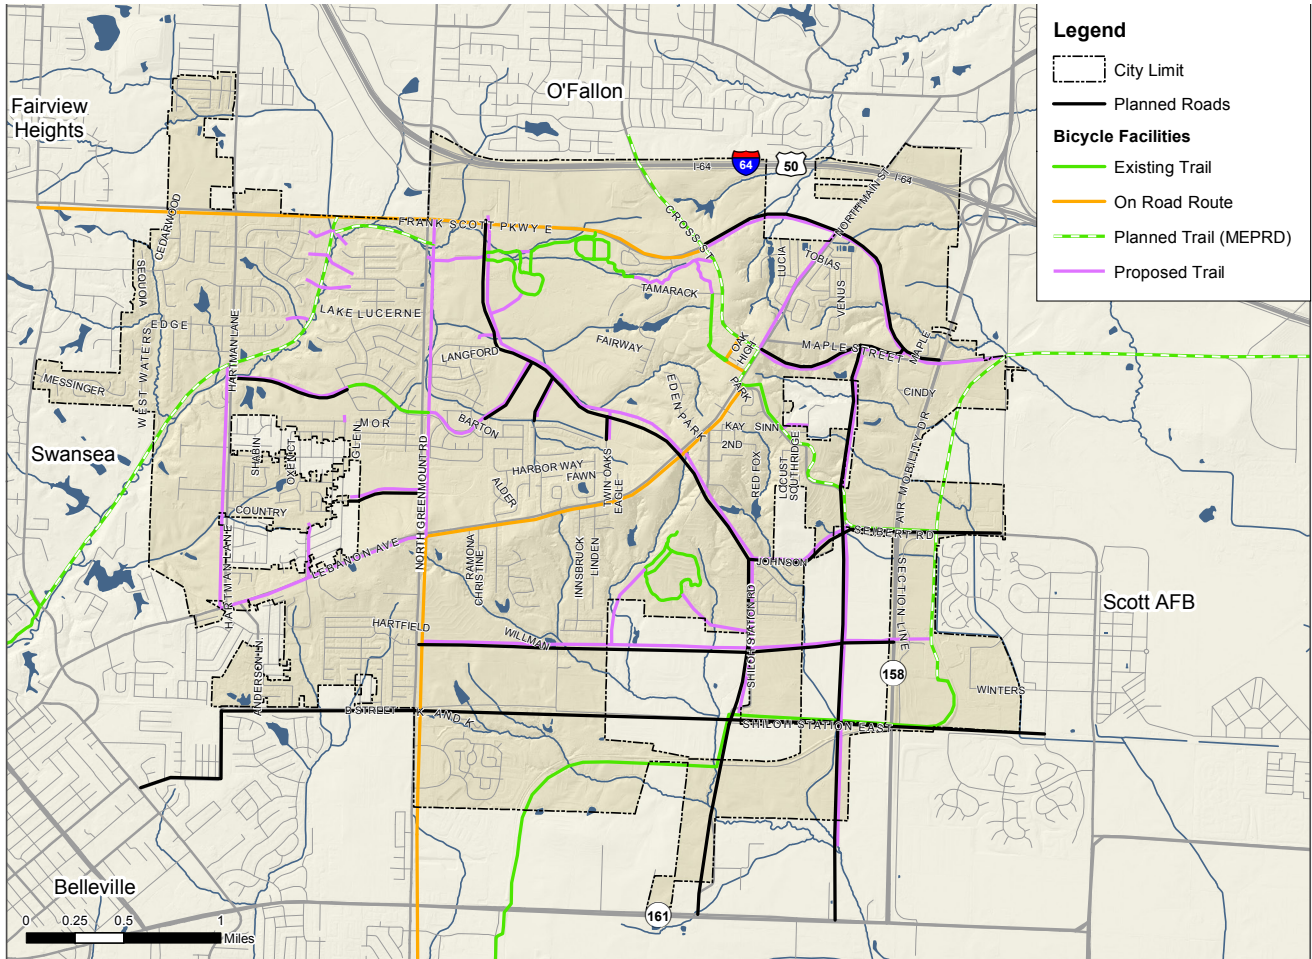 Legend
City Limit
Planned Roads
Bicycle Facilities
Existing Trail
On Road Route
Planned Trail (MEPRD)
Proposed Trail
O'Fallon
Fairview
Heights
I-64
64
50
I-64
NORTH MAIN ST
CEDARWOOD
FRANK SCOTT PKWY E
CROSS ST
LUCIA
TOBIAS
SEQUOIA
TAMARACK
VENUS
LAKE LUCERNE
EDGE
WEST WATERS
HARTMAN LANE
FAIRWAY
OAK
HIGH
MAPLE STREET
MAPLE
LANGFORD
MESSINGER
EDEN PARK
PARK
CINDY
MOR
GLEN
BARTON
KAY
SINN
2ND
AIR MOBILITY DR
Swansea
SHABIN
NORTH GREENMOUNT RD
HARBOR WAY
FAWN
TWIN OAKS
EAGLE
RED FOX
LOCUST
SOUTHRIDGE
ALDER
COUNTRY
SEIBERT RD
HARTMAN LANE
LEBANON AVE
RAMONA
CHRISTINE
INNSBRUCK
LINDEN
JOHNSON
SECTION LINE
Scott AFB
SHILOH STATION RD
HARTFIELD
WILLMAN
ANDERSON LN
158
WINTERS
D STREET
K AND K
SHILOH STATION EAST
Belleville
161
0 0.25 0.5 1
Miles